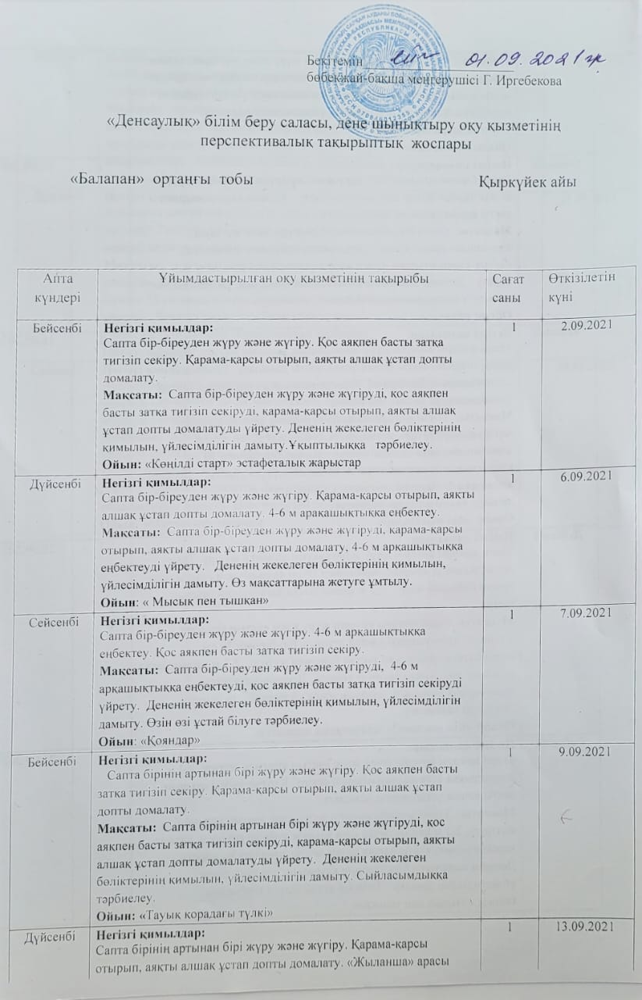 Бекітемін 01.09.2021 ж
бөбекжай-бақша меңгерушісі Г. Иргебекова
«Денсаулық» білім беру саласы, дене шынықтыру оқу қызметінің
перспективалық тақырыптық жоспары
«Балапан» ортаңғы тобы Қыркүйек айы
Апта Ұйымдастырылған оқу қызметінің тақырыбы Сағат Өткізілетін
күндері саны күні
Бейсенбі Негізгі қимылдар: 1 2.09.2021
Сапта бір-біреуден жүру және жүгіру. Қос аяқпен басты затқа
тигізіп секіру. Қарама-қарсы отырып, аяқты алшақ ұстап допты
домалату.
Мақсаты: Сапта бір-біреуден жүру және жүгіруді, қос аяқпен
басты затқа тигізіп секіруді, қарама-қарсы отырып, аяқты алшақ
ұстап допты домалатуды үйрету. Дененің жекелеген бөліктерінің
қимылын, үйлесімділігін дамыту.Ұқыптылыққа тәрбиелеу.
Ойын: «Көңілді старт» эстафеталық жарыстар
Дүйсенбі Негізгі қимылдар: 1 6.09.2021
Сапта бір-біреуден жүру және жүгіру. Қарама-қарсы отырып, аяқты
алшақ ұстап допты домалату. 4-6 м арақашықтыққа еңбектеу.
Мақсаты: Сапта бір-біреуден жүру және жүгіруді, қарама-қарсы
отырып, аяқты алшақ ұстап допты домалату, 4-6 м арқашықтыққа
еңбектеуді үйрету. Дененің жекелеген бөліктерінің қимылын,
үйлесімділігін дамыту. Өз мақсаттарына жетуге ұмтылу.
Ойын: « Мысық пен тышқан»
Сейсенбі Негізгі қимылдар: 1 7.09.2021
Сапта бір-біреуден жүру және жүгіру. 4-6 м арқашықтыққа
еңбектеу. Қос аяқпен басты затқа тигізіп секіру.
Мақсаты: Сапта бір-біреуден жүру және жүгіруді, 4-6 м
арқашықтыққа еңбектеуді, қос аяқпен басты затқа тигізіп секіруді
үйрету. Дененің жекелеген бөліктерінің қимылын, үйлесімділігін
дамыту. Өзін өзі ұстай білуге тәрбиелеу.
Ойын: «Қояндар»
Бейсенбі Негізгі қимылдар: 1 9.09.2021
Сапта бірінің артынан бірі жүру және жүгіру. Қос аяқпен басты
затқа тигізіп секіру. Қарама-қарсы отырып, аяқты алшақ ұстап
допты домалату.
Мақсаты: Сапта бірінің артынан бірі жүру және жүгіруді, қос
аяқпен басты затқа тигізіп секіруді, қарама-қарсы отырып, аяқты
алшақ ұстап допты домалатуды үйрету. Дененің жекелеген
бөліктерінің қимылын, үйлесімділігін дамыту. Сыйласымдыққа
тәрбиелеу.
Ойын: «Тауық қорадағы түлкі»
Дүйсенбі Негізгі қимылдар: 1 13.09.2021
Сапта бірінің артынан бірі жүру және жүгіру. Қарама-қарсы
отырып, аяқты алшақ ұстап допты домалату. «Жыланша» арасы